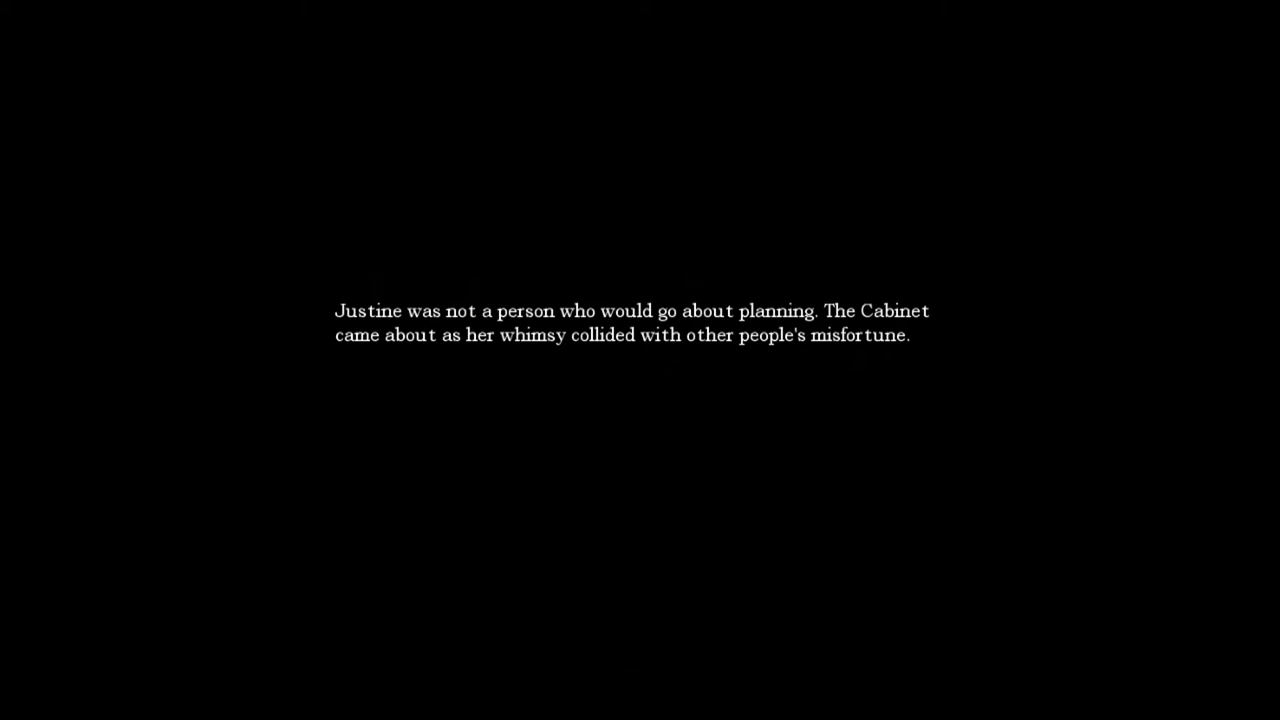 Justine was not a person who would go about planning. The Cabinet
came about as her whimsy collided with other people's misfortune.